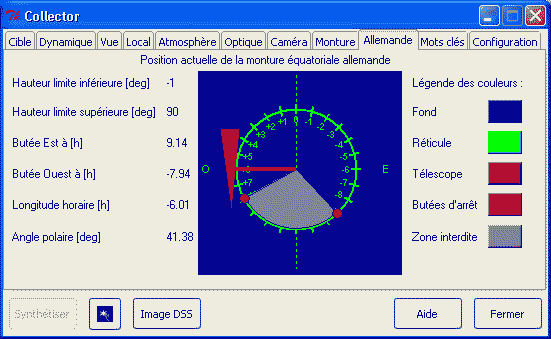 Collector
Cible Dynamique Vue Local Atmosphère Optique Caméra Monture Allemande Mots clés Configuration
Position actuelle de la monture équatoriale allemande
Hauteur limite inférieure [deg] -1
Hauteur limite supérieure [deg] 90
Butée Est à [h] 9.14
Butée Ouest à [h] -7.94
Longitude horaire [h] -6.01
Angle polaire [deg] 41.38
+1 0 -1
+2 -2
+3 -3
+4 -4
+5 -5
O +6 -6 E
+7 -7
-8
Légende des couleurs :
Fond
Réticule
Télescope
Butées d'arrêt
Zone interdite
Synthétiser Image DSS Aide Fermer